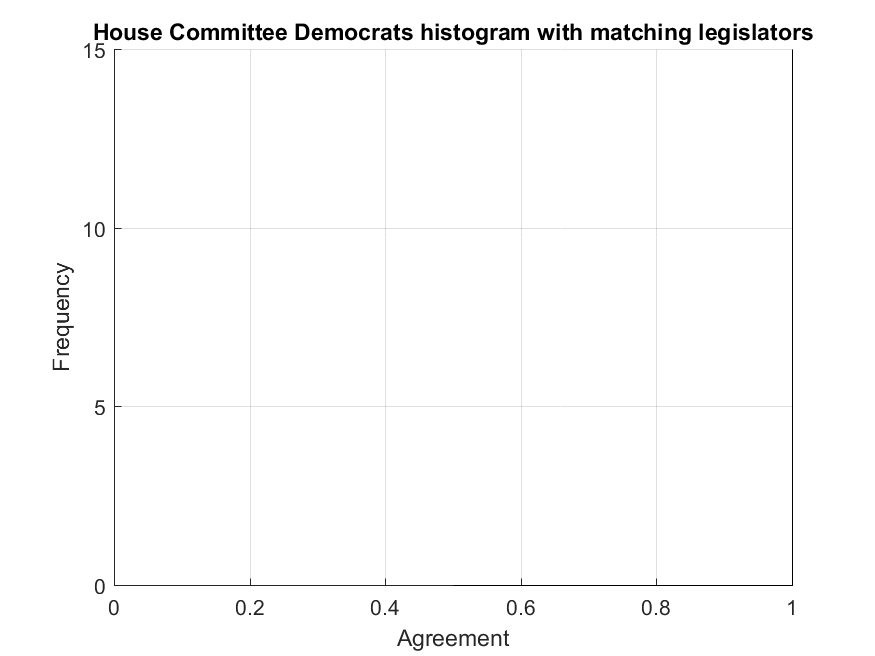 House Committee Democrats histogram with matching legislators
15
10
5
0
Frequency
0 0.2 0.4 0.6 0.8 1
Agreement